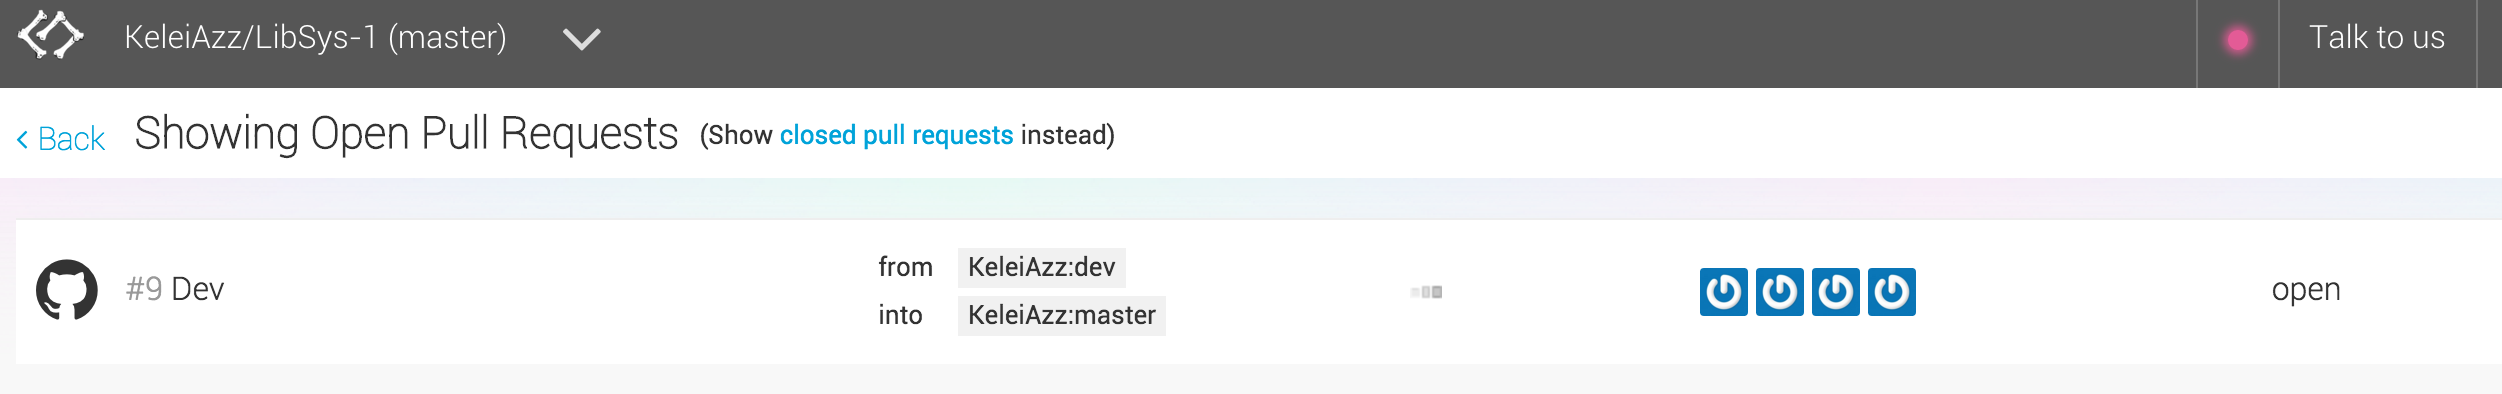 KeleiAzz/LibSys-1 (master)
Talk to us
Back Showing Open Pull Requests (Show closed pull requests instead)
#9 Dev
from KeleiAzz:dev
into KeleiAzz:master
open